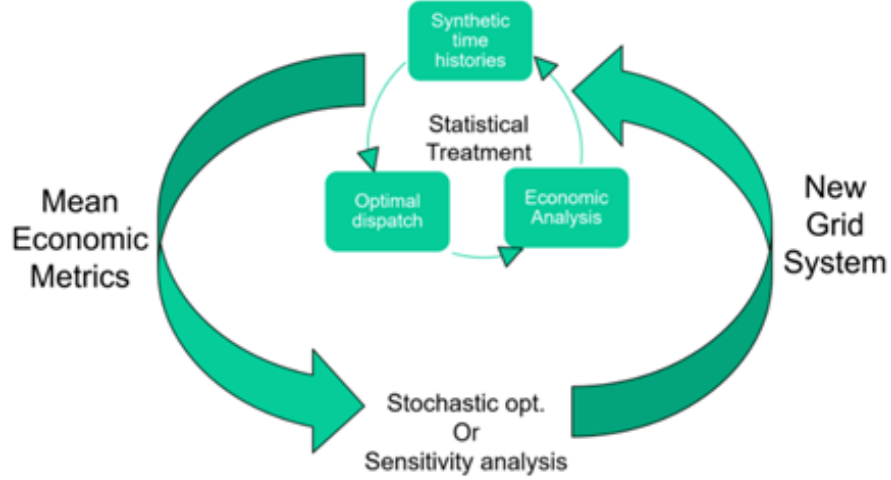 Synthetic
time
histories
Statistical
Treatment
Optimal
dispatch
Economic
Analysis
Mean
Economic
Metrics
New
Grid
System
Stochastic opt.
Or
Sensitivity analysis